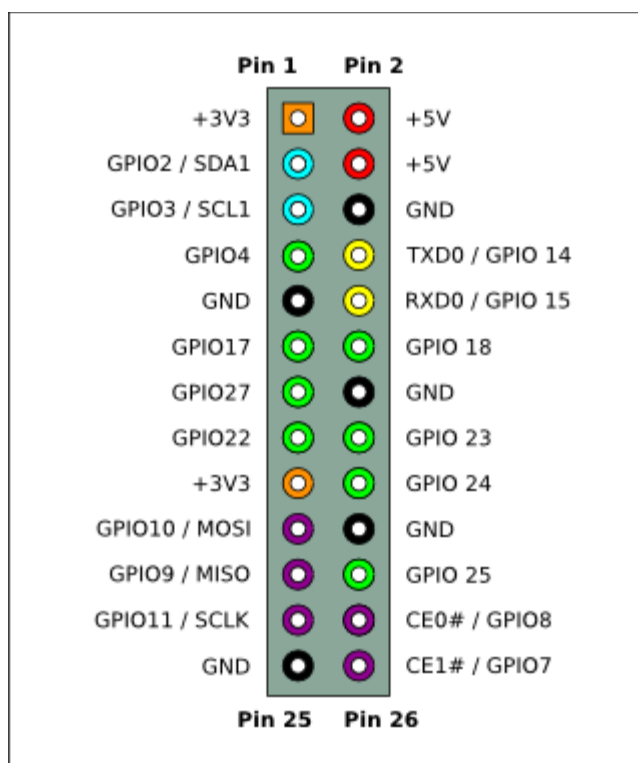 Pin 1 Pin 2
+3V3 +5V
GPIO2 / SDA1 +5V
GPIO3 / SCL1 GND
GPIO4 TXD0 / GPIO 14
GND RXD0 / GPIO 15
GPIO17 GPIO 18
GPIO27 GND
GPIO22 GPIO 23
+3V3 GPIO 24
GPIO10 / MOSI GND
GPIO9 / MISO GPIO 25
GPIO11 / SCLK CE0# / GPIO8
GND CE1# / GPIO7
Pin 25 Pin 26